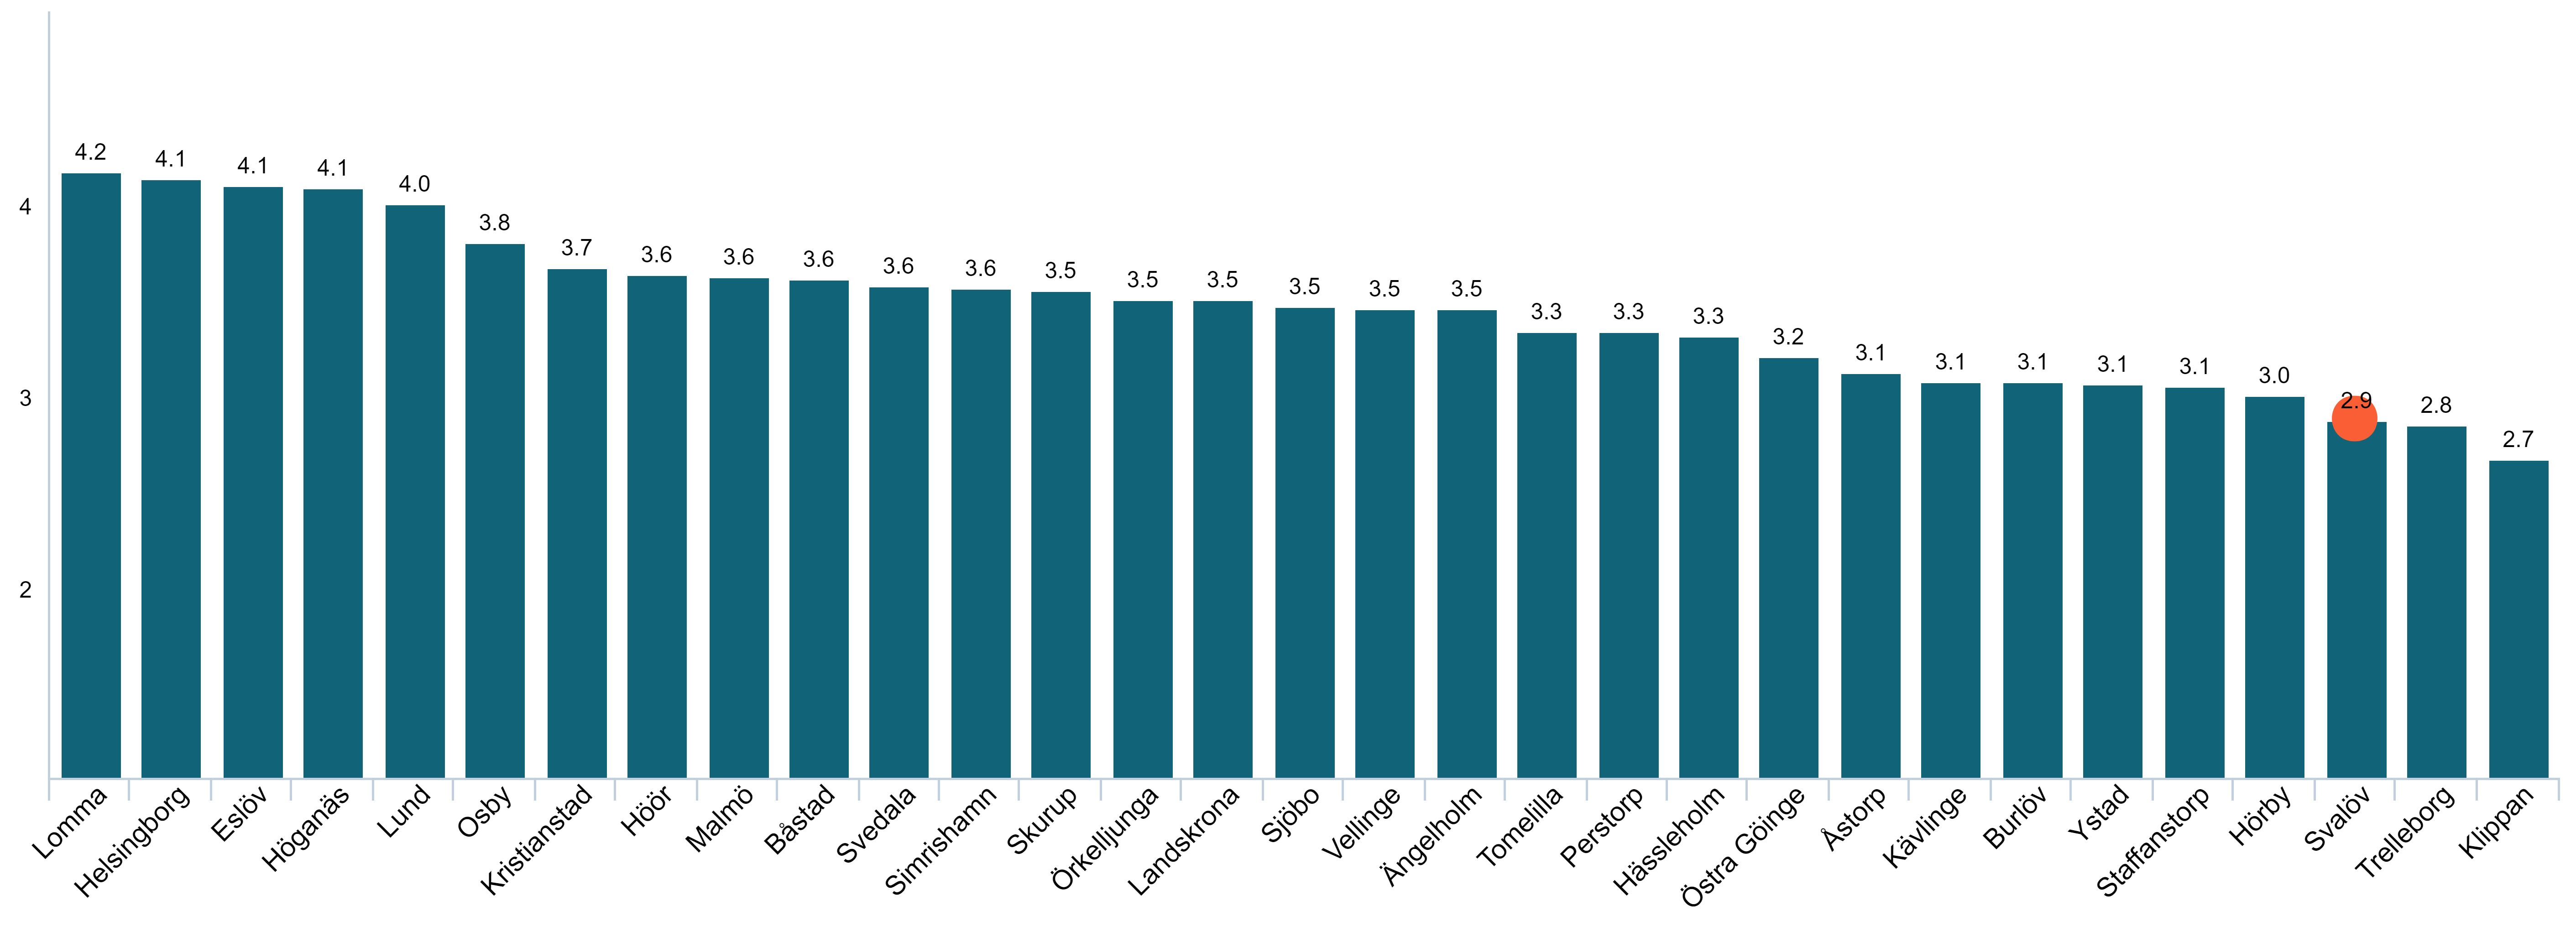 4.2
4.1
4.1
4.1
4.0
3.8
3.7
3.6
3.6
3.6
3.6
3.6
3.5
3.5
3.5
3.5
3.5
3.5
3.3
3.3
3.3
3.2
3.1
3.1
3.1
3.1
3.1
3.0
2.9
2.8
2.7
4
3
2
Lomma
Helsingborg
Eslöv
Höganäs
Lund
Osby
Kristianstad
Höör
Malmö
Båstad
Svedala
Simrishamn
Skurup
Örkelljunga
Landskrona
Sjöbo
Vellinge
Ängelholm
Tomelilla
Perstorp
Hässleholm
Östra Göinge
Åstorp
Kävlinge
Burlöv
Ystad
Staffanstorp
Hörby
Svalöv
Trelleborg
Klippan